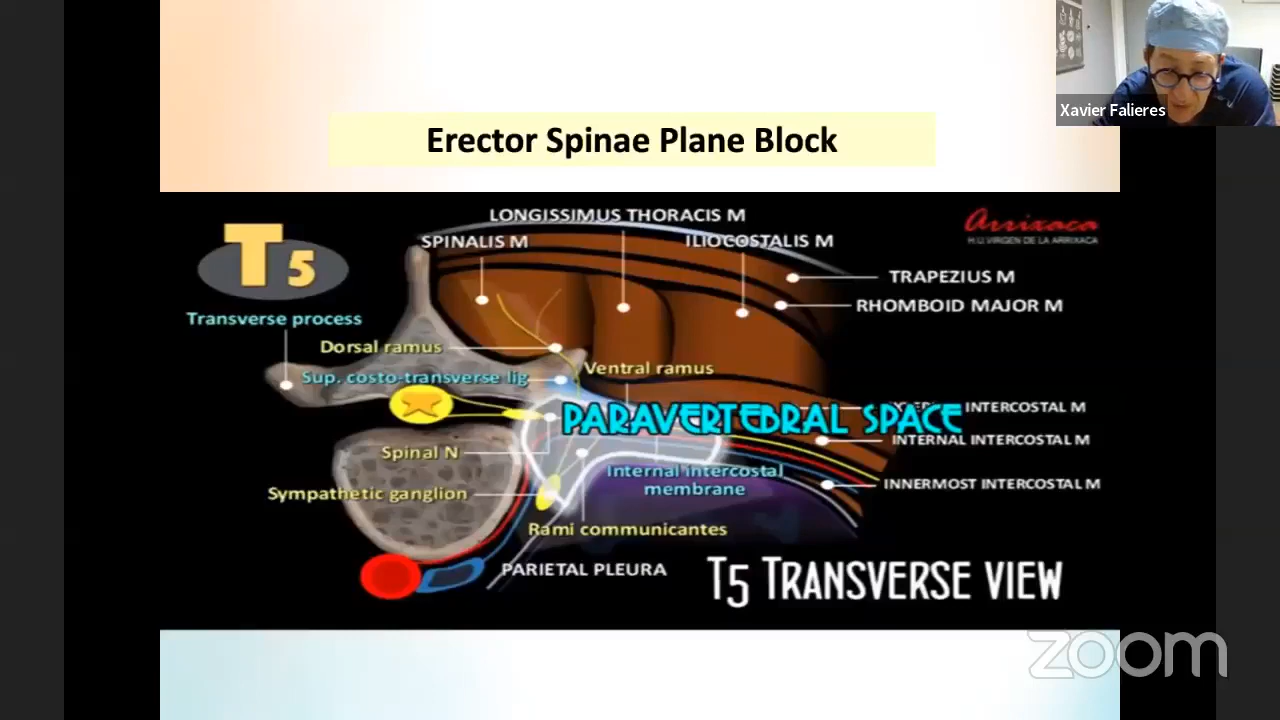 Xavier Falieres
Erector Spinae Plane Block
LONGISSIMUS THORACIS M
SPINALIS M
ILIOCOSTALIS M
Arrixaca
H.U. VIRGEN DE LA ARRIXACA
T5
TRAPEZIUS M
RHOMBOID MAJOR M
Transverse process
Dorsal ramus
Sup. costo-transverse lig
Ventral ramus
PARAVERTEBRAL SPACE
INTERCOSTAL M
INTERNAL INTERCOSTAL M
Spinal N
Internal intercostal
membrane
INNERMOST INTERCOSTAL M
Sympathetic ganglion
Rami communicantes
PARIETAL PLEURA
T5 TRANSVERSE VIEW
zoom